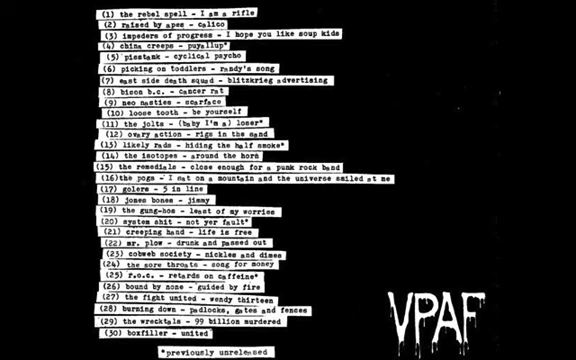 (1) the rebel spell - I am a rifle
(2) raised by apes - calico
(3) impeders of progress - I hope you like soup kids
(4) china creeps - puyallup*
(5) pisstank - cyclical psycho
(6) picking on toddlers - randy's song
(7) east side death squad - blitzkrieg advertising
(8) bison b.c. - cancer rat
(9) neo nasties - scarface
(10) loose tooth - be yourself
(11) the jolts - (baby I'm a) loser*
(12) ovary action - rigs in the sand
(13) likely rads - hiding the half smoke*
(14) the isotopes - around the horn
(15) the remedials - close enough for a punk rock band
(16)the pogs - I sat on a mountain and the universe smiled at me
(17) golers - 5 in line
(18) jones bones - jimmy
(19) the gung-hos - least of my worries
(20) system shit - not yer fault*
(21) creeping hand - life is free
(22) mr. plow - drunk and passed out
(23) cobweb society - nickles and dimes
(24) the sore throats - song for money
(25) r.o.c. - retards on caffeine*
(26) bound by none - guided by fire
(27) the fight united - wendy thirteen
(28) burning down - padlocks, gates and fences
(29) the wrecktals - 99 billion murdered
(30) boxfiller - united
*previously unreleased
VPAF